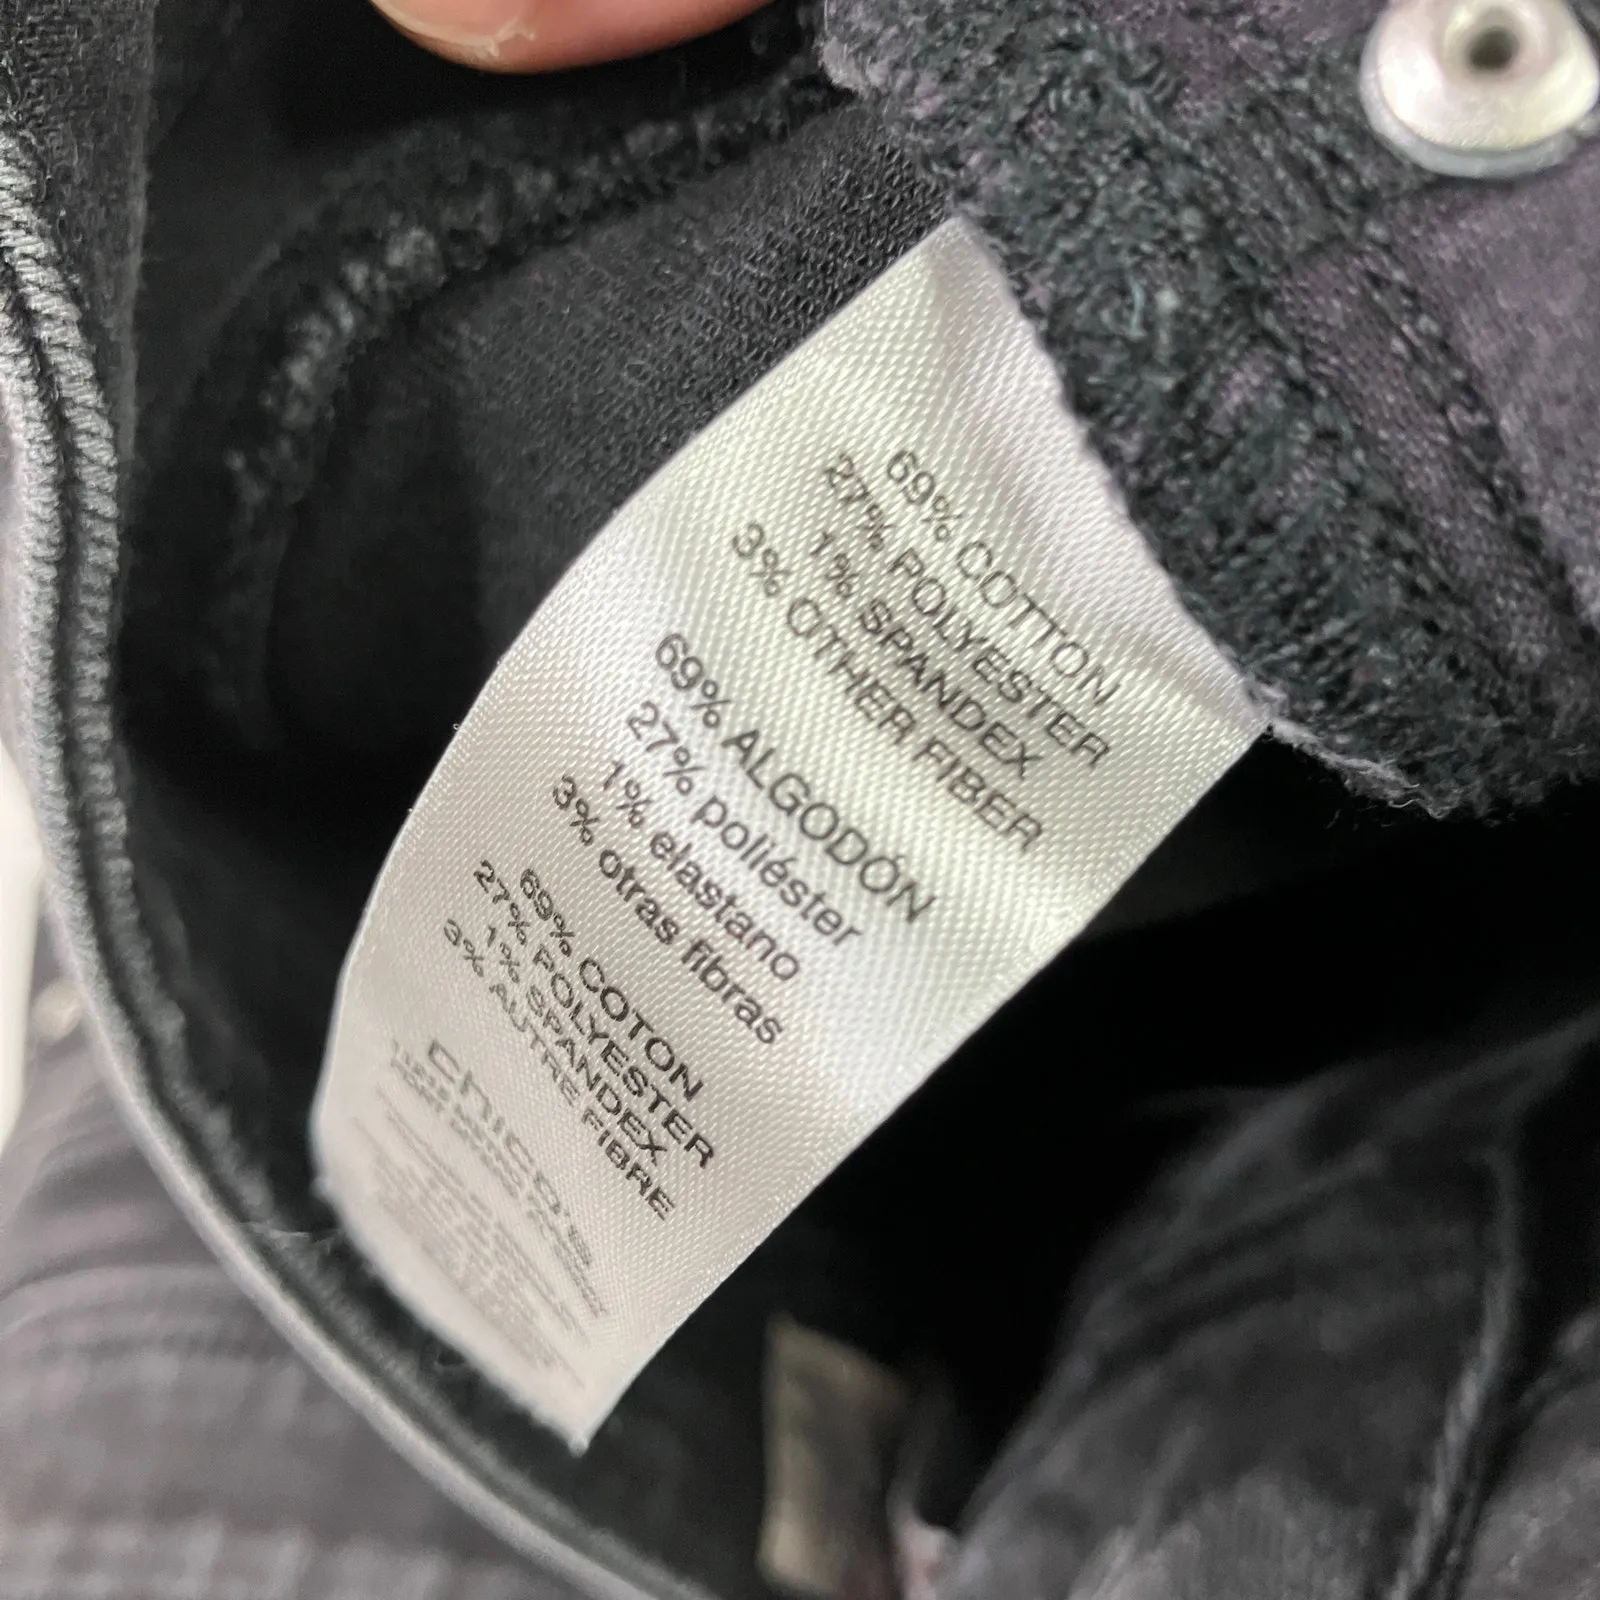 69% COTTON
27% POLYESTER
1% SPANDEX
3% OTHER FIBER
69% ALGODÓN
27% poliéster
1% elastano
3% otras fibras
69% COTON
27% POLYESTER
1% SPANDEX
3% AUTRE FIBRE
chico's